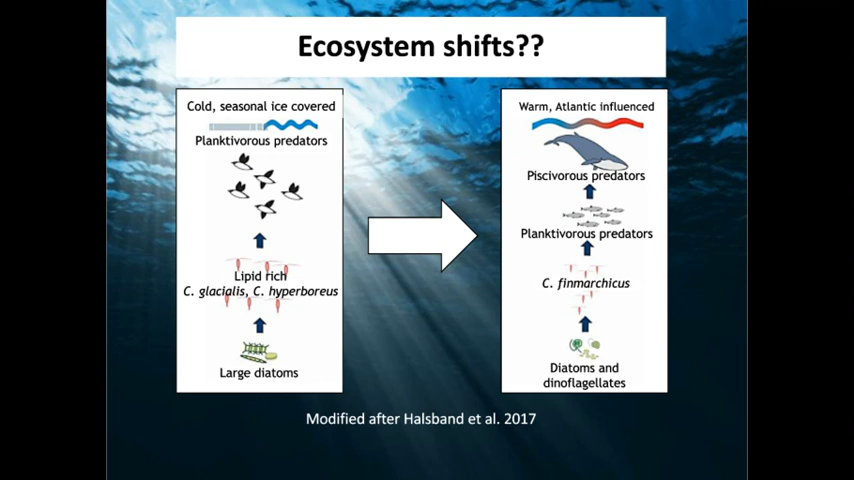 Ecosystem shifts??
Cold, seasonal ice covered
Planktivorous predators
Lipid rich
C. glacialis, C. hyperboreus
Large diatoms
Warm, Atlantic influenced
Piscivorous predators
Planktivorous predators
C. finmarchicus
Diatoms and
dinoflagellates
Modified after Halsband et al. 2017